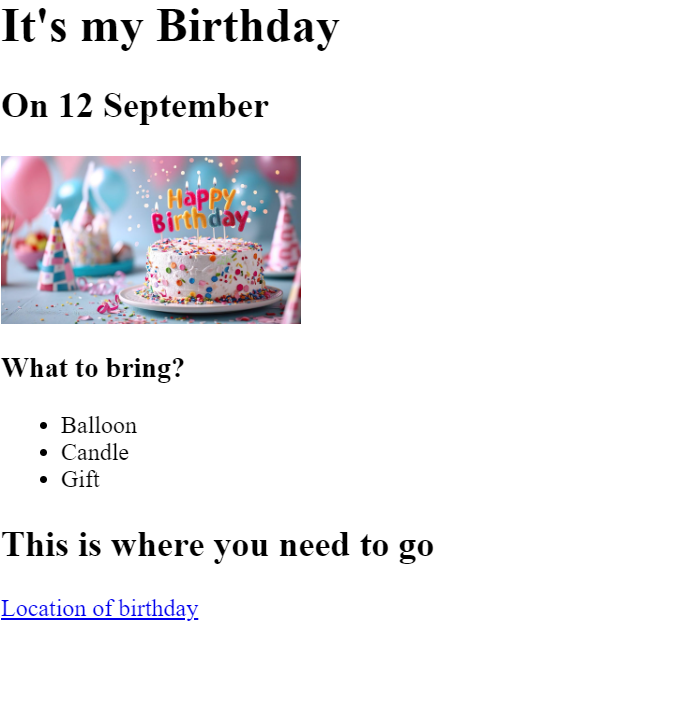 It's my Birthday
On 12 September
Happy
Birthday
What to bring?
Balloon
Candle
Gift
This is where you need to go
Location of birthday